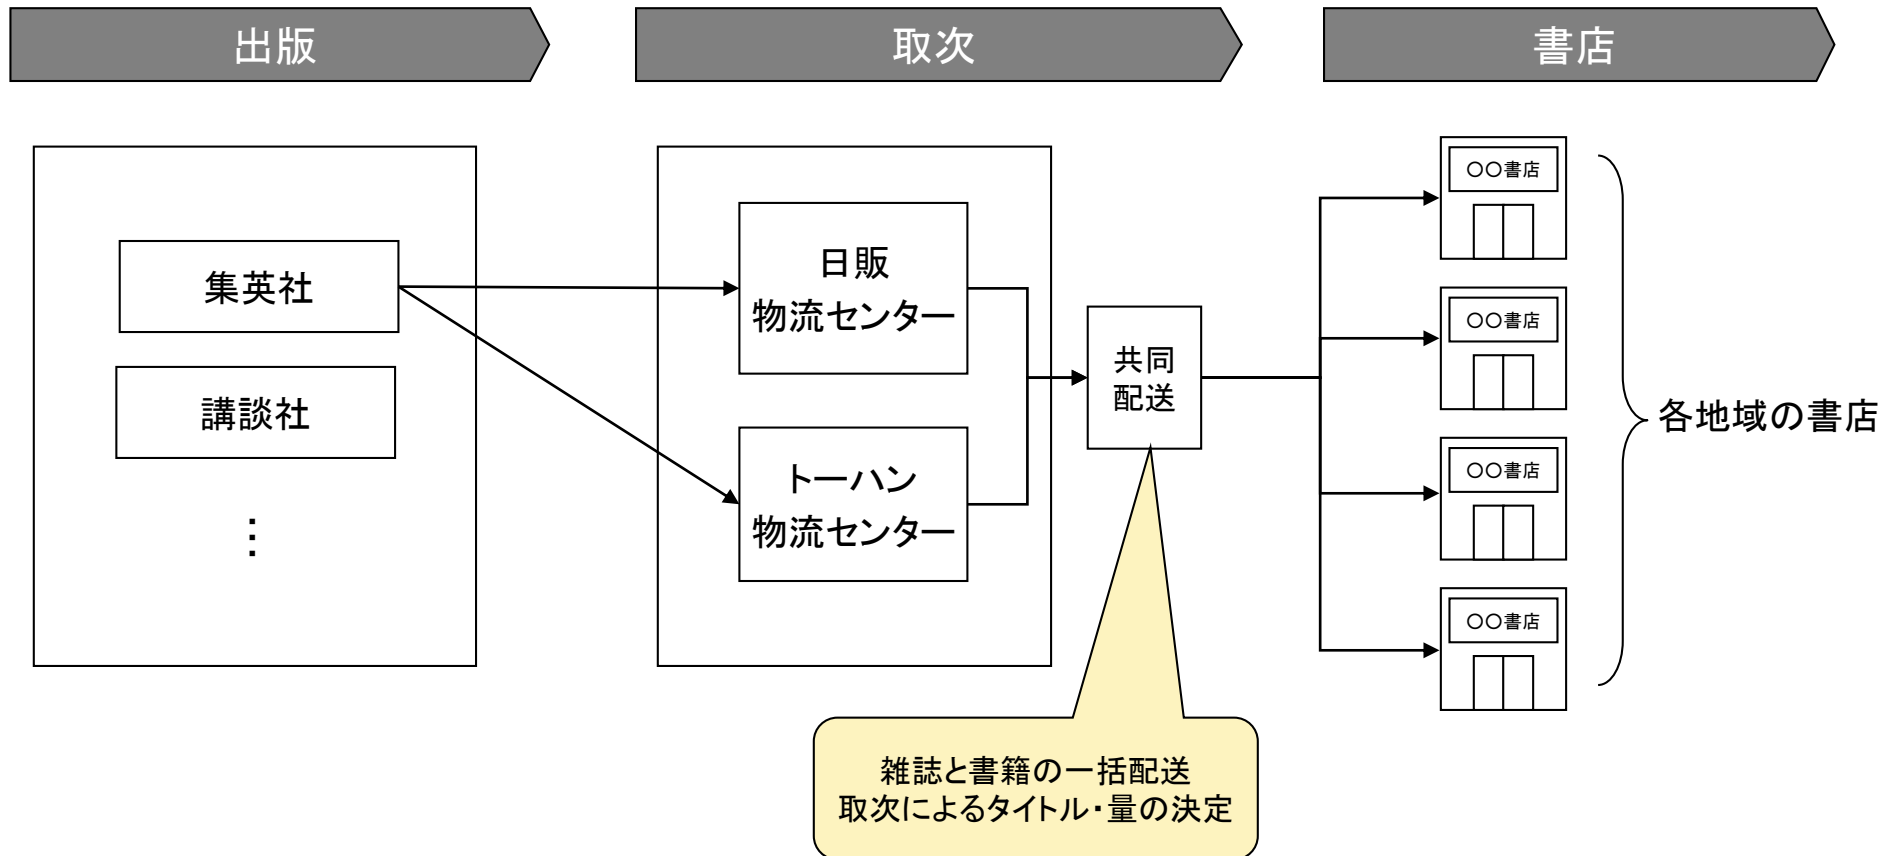 出版
取次
書店
集英社
講談社
⋮
日販
物流センター
トーハン
物流センター
共同
配送
〇〇書店
〇〇書店
〇〇書店
〇〇書店
各地域の書店
雑誌と書籍の一括配送
取次によるタイトル・量の決定